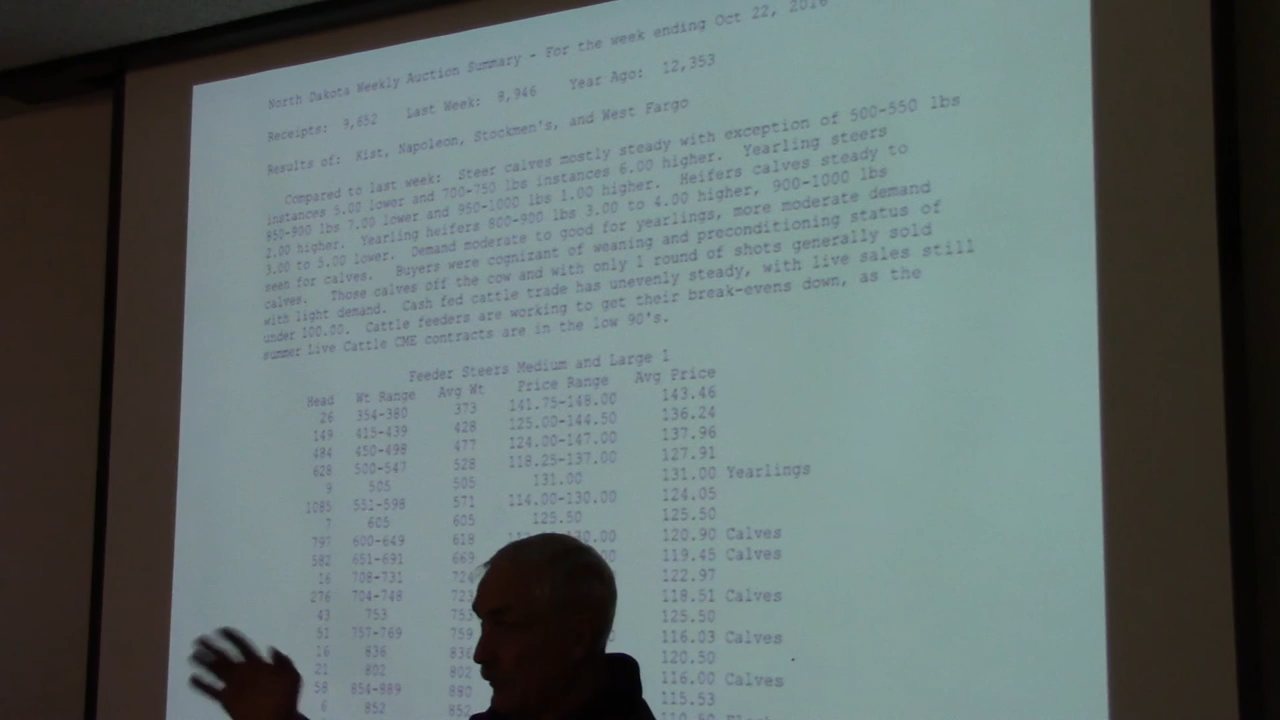 North Dakota Weekly Auction Summary - For the week ending Oct 22, 2016
Receipts: 9,652 Last Week: 8,946 Year Ago: 12,353
Results of: Kist, Napoleon, Stockmen's, and West Fargo
Compared to last week: Steer calves mostly steady with exception of 500-550 lbs
instances 5.00 lower and 700-750 lbs instances 6.00 higher. Yearling steers
850-900 lbs 7.00 lower and 950-1000 lbs 1.00 higher. Heifers calves steady to
2.00 higher. Yearling heifers 800-900 lbs 3.00 to 4.00 higher, 900-1000 lbs
3.00 to 5.00 lower. Demand moderate to good for yearlings, more moderate demand
seen for calves. Buyers were cognizant of weaning and preconditioning status of
calves. Those calves off the cow and with only 1 round of shots generally sold
with light demand. Cash fed cattle trade has unevenly steady, with live sales still
under 100.00. Cattle feeders are working to get their break-evens down, as the
summer Live Cattle CME contracts are in the low 90's.
Feeder Steers Medium and Large 1
Head Wt Range Avg Wt Price Range Avg Price
26 354-380 373 141.75-148.00 143.46
149 415-439 428 125.00-144.50 136.24
484 450-498 477 124.00-147.00 137.96
628 500-547 528 118.25-137.00 127.91
9 505 505 131.00 131.00 Yearlings
1085 551-598 571 114.00-130.00 124.05
7 605 605 125.50 125.50
797 600-649 618 120.90 Calves
582 651-691 669 119.45 Calves
16 708-731 724 122.97
276 704-748 723 118.51 Calves
43 753 753 125.50
51 757-769 759 116.03 Calves
16 836 836 120.50
21 802 802 116.00 Calves
58 854-889 880 115.53
6 852 852